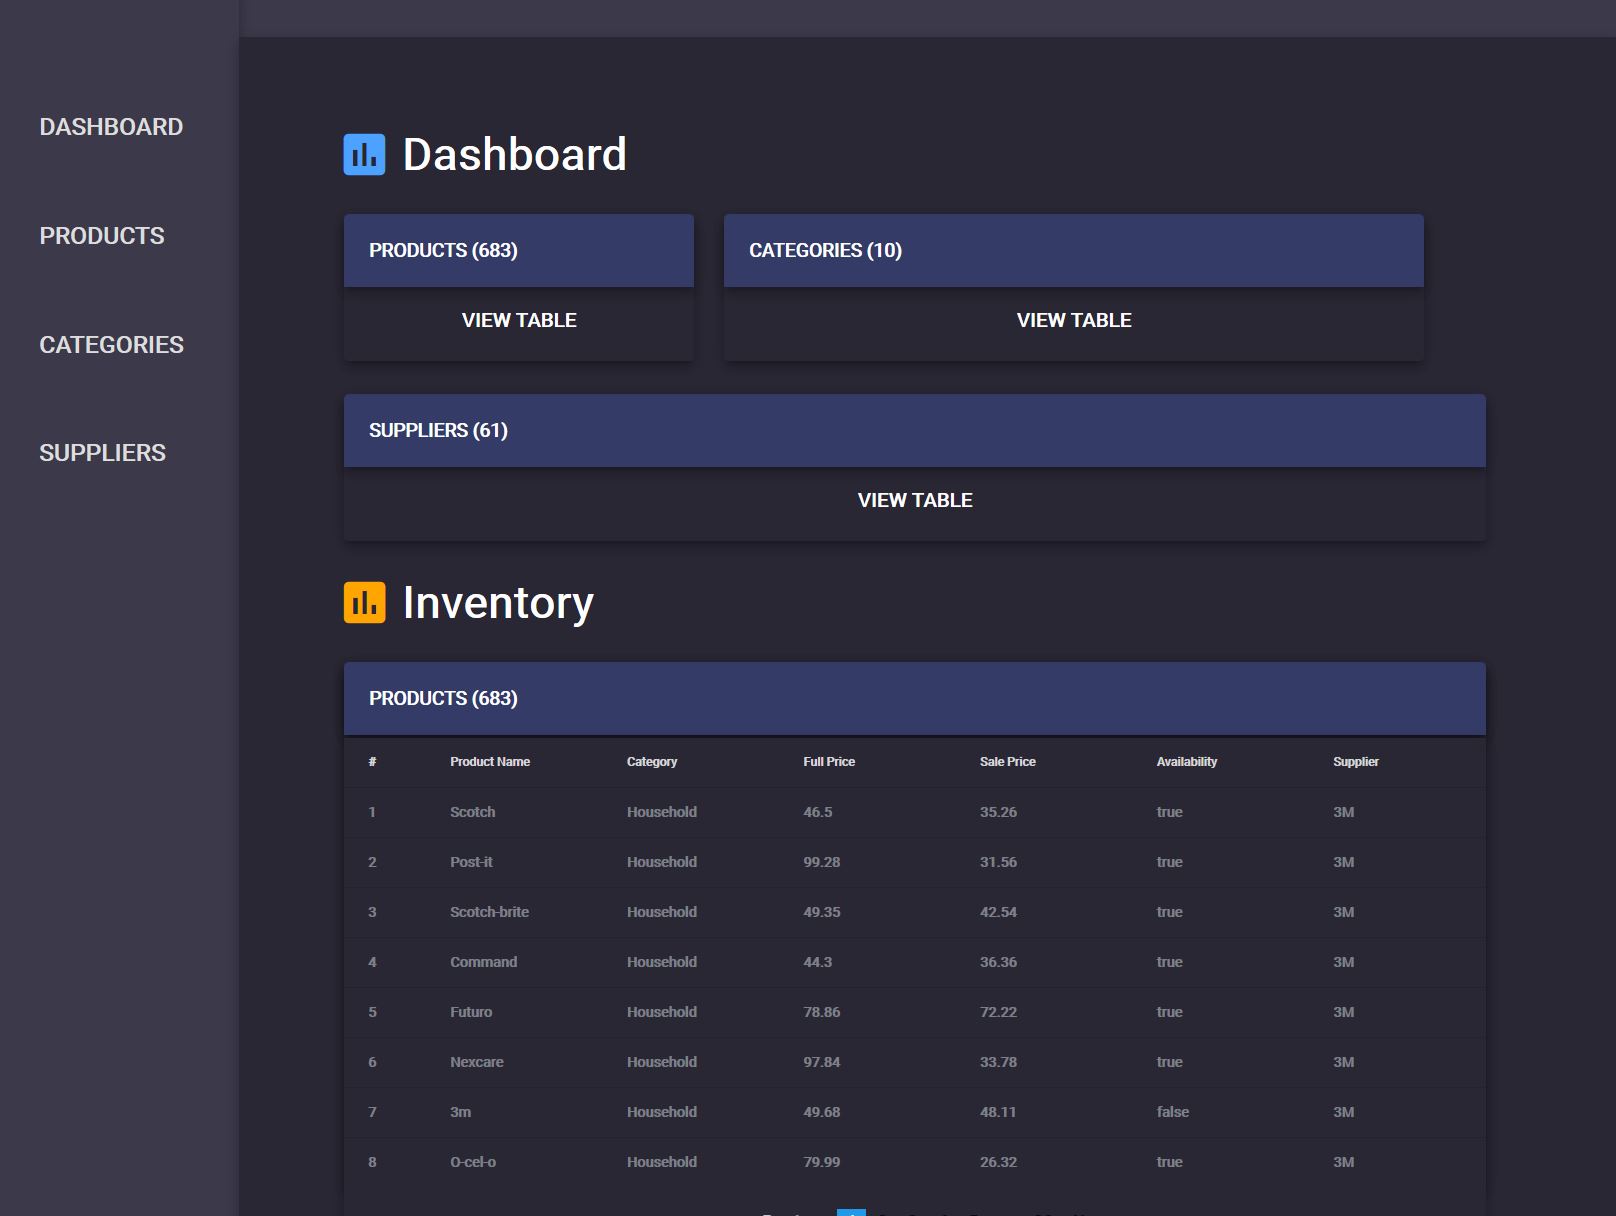 DASHBOARD
PRODUCTS
CATEGORIES
SUPPLIERS
Dashboard
PRODUCTS (683)
CATEGORIES (10)
VIEW TABLE
VIEW TABLE
SUPPLIERS (61)
VIEW TABLE
Inventory
PRODUCTS (683)
# Product Name Category Full Price Sale Price Availability Supplier
1 Scotch Household 46.5 35.26 true 3M
2 Post-it Household 99.28 31.56 true 3M
3 Scotch-brite Household 49.35 42.54 true 3M
4 Command Household 44.3 36.36 true 3M
5 Futuro Household 78.86 72.22 true 3M
6 Nexcare Household 97.84 33.78 true 3M
7 3m Household 49.68 48.11 false 3M
8 O-cel-o Household 79.99 26.32 true 3M